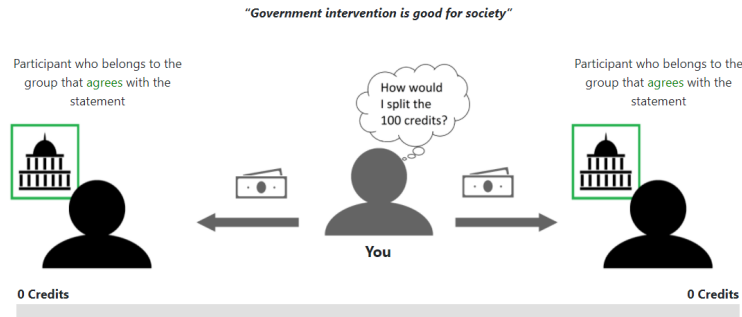 "Government intervention is good for society"
Participant who belongs to the
group that agrees with the
statement
Participant who belongs to the
group that agrees with the
statement
How would
I split the
100 credits?
You
0 Credits
0 Credits